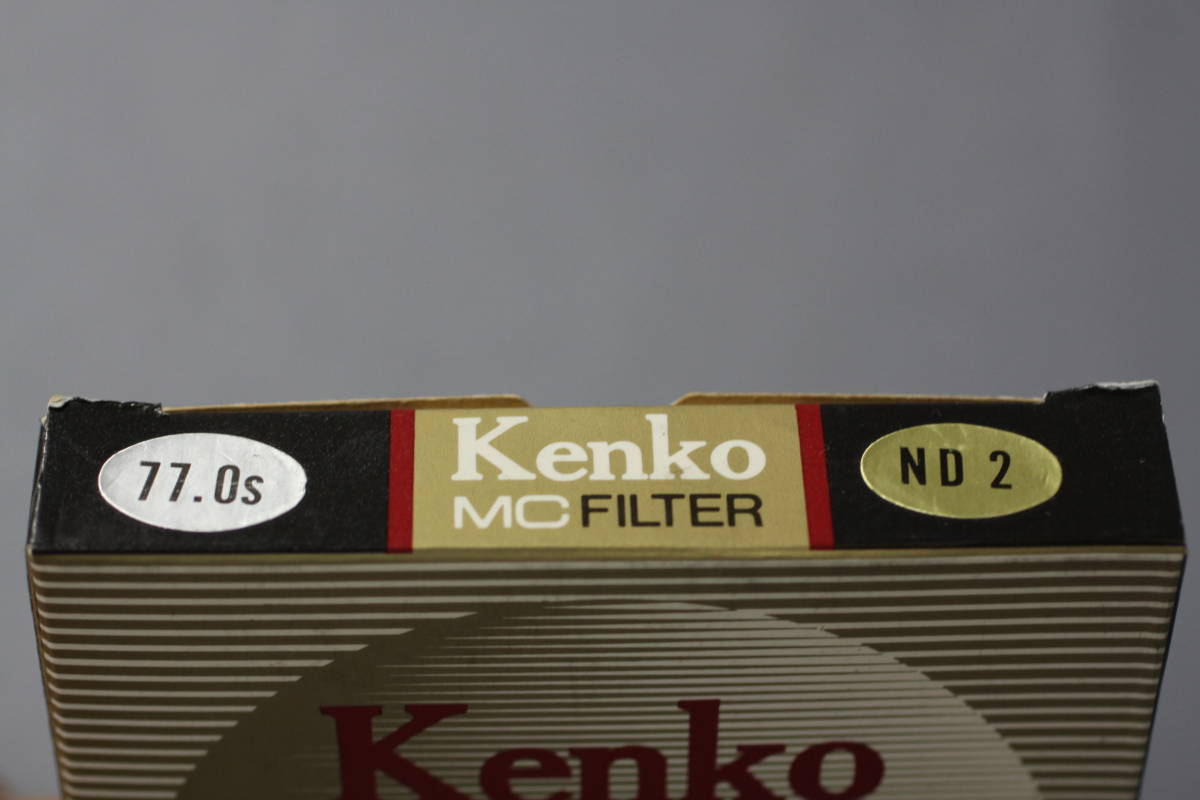 77.0s
Kenko
MC FILTER
ND 2
Kenko